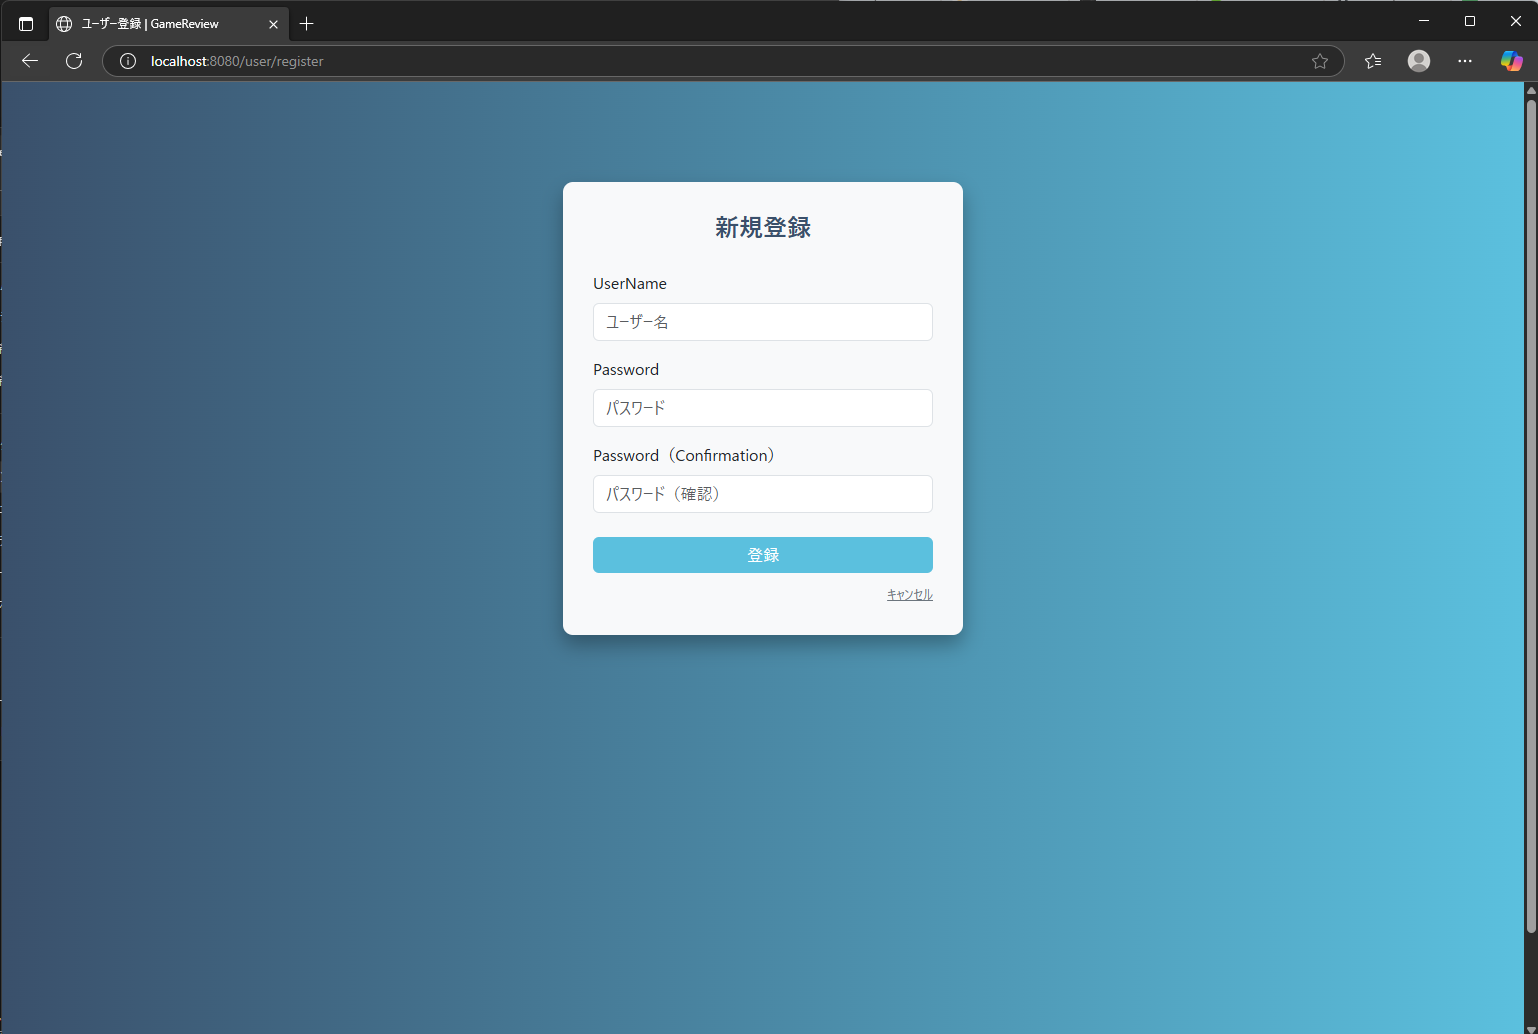 ユーザー登録 | GameReview
localhost:8080/user/register
新規登録
UserName
ユーザー名
Password
パスワード
Password（Confirmation）
パスワード（確認）
登録
キャンセル